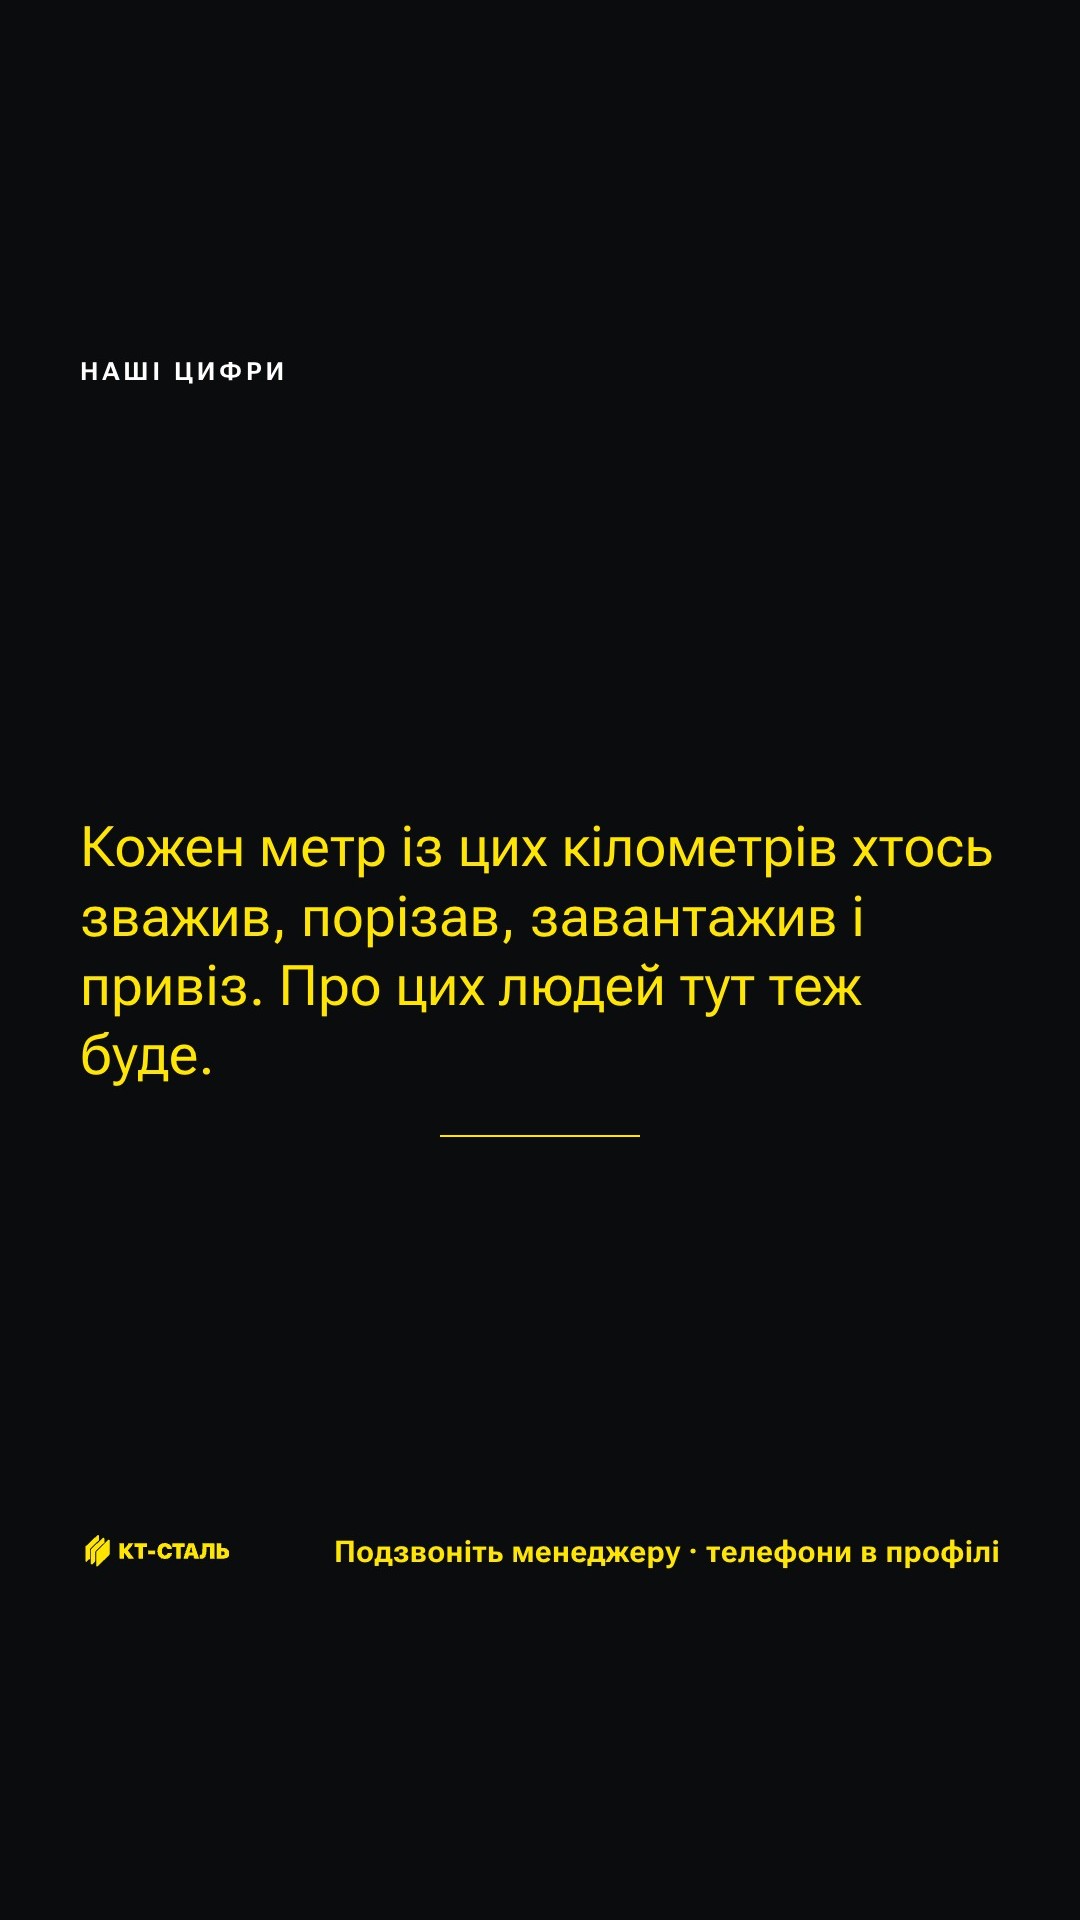 НАШІ ЦИФРИ
Кожен метр із цих кілометрів хтось
зважив, порізав, завантажив і
привіз. Про цих людей тут теж
буде.
КТ-СТАЛЬ
Подзвоніть менеджеру · телефони в профілі